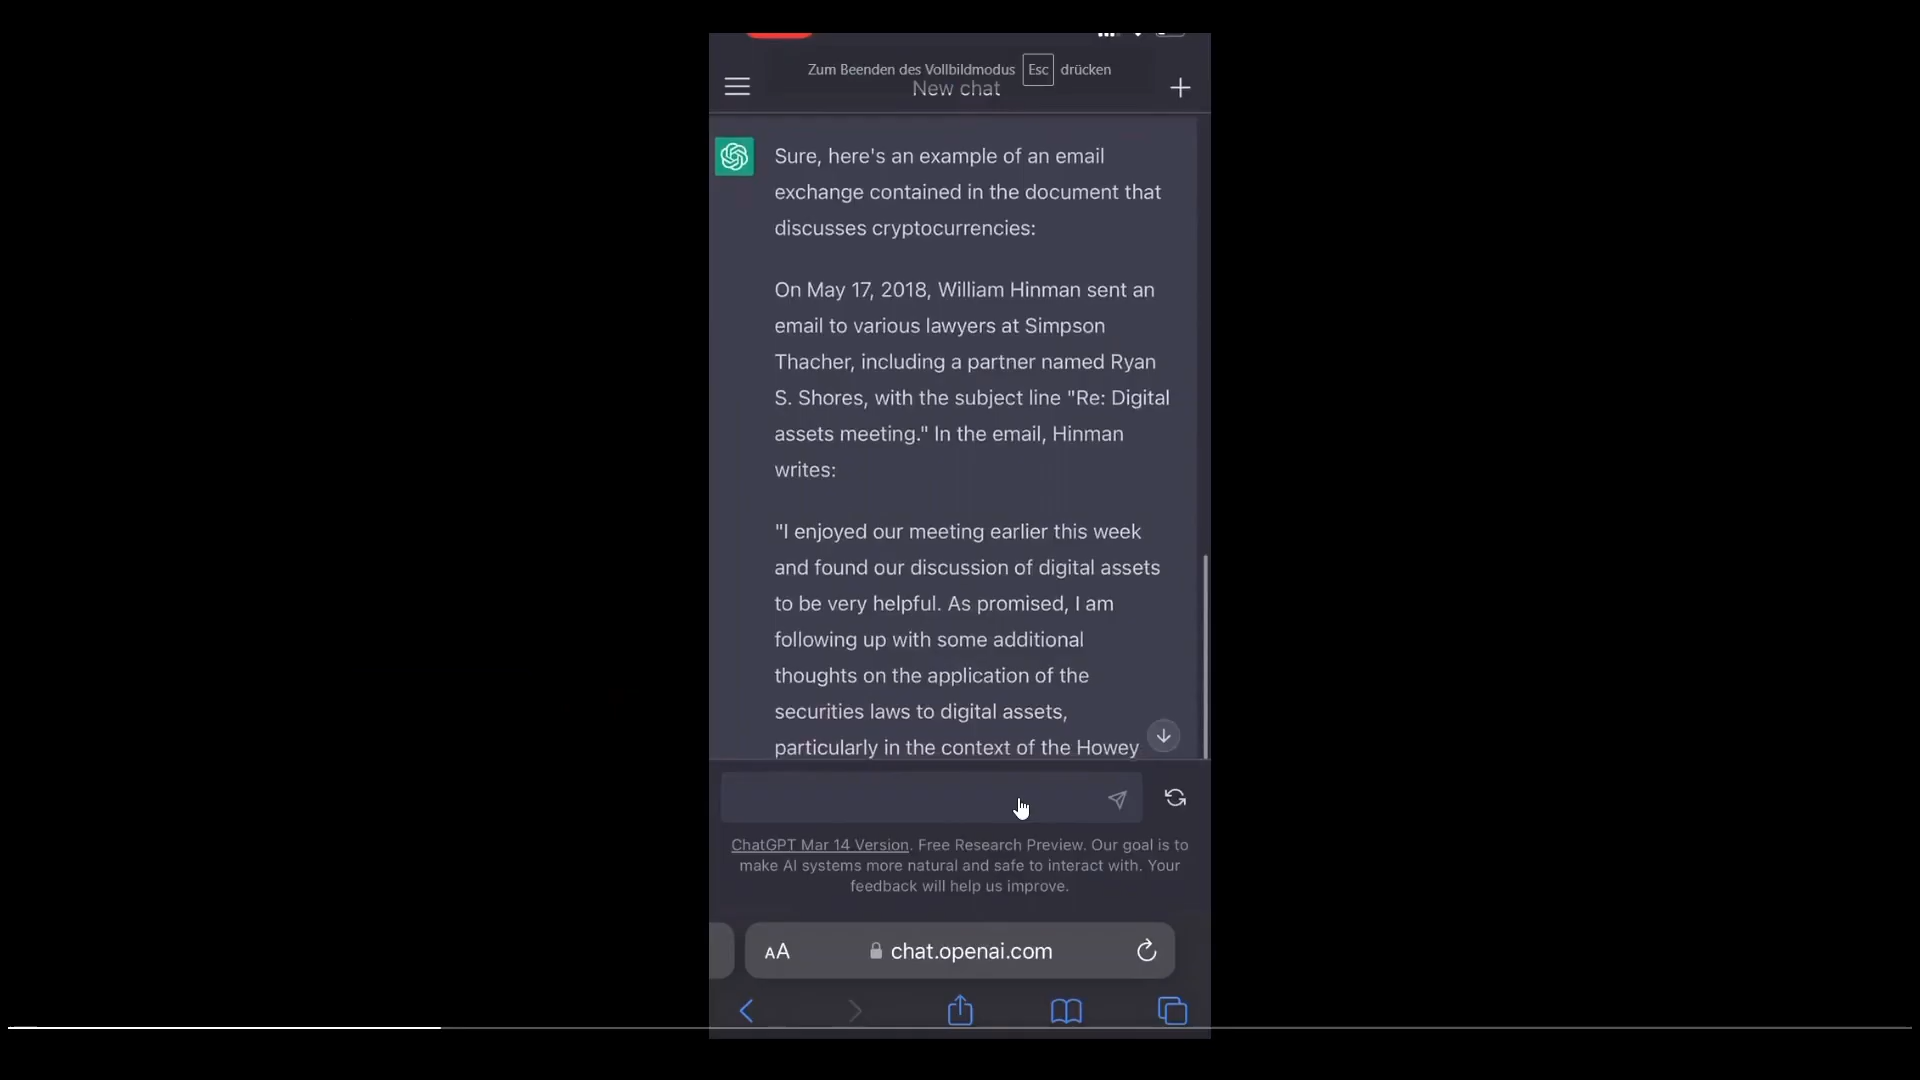 Zum Beenden des Vollbildmodus Esc drücken
New chat
Sure, here's an example of an email
exchange contained in the document that
discusses cryptocurrencies:
On May 17, 2018, William Hinman sent an
email to various lawyers at Simpson
Thacher, including a partner named Ryan
S. Shores, with the subject line "Re: Digital
assets meeting." In the email, Hinman
writes:
"I enjoyed our meeting earlier this week
and found our discussion of digital assets
to be very helpful. As promised, I am
following up with some additional
thoughts on the application of the
securities laws to digital assets,
particularly in the context of the Howey
ChatGPT Mar 14 Version. Free Research Preview. Our goal is to
make AI systems more natural and safe to interact with. Your
feedback will help us improve.
AA chat.openai.com